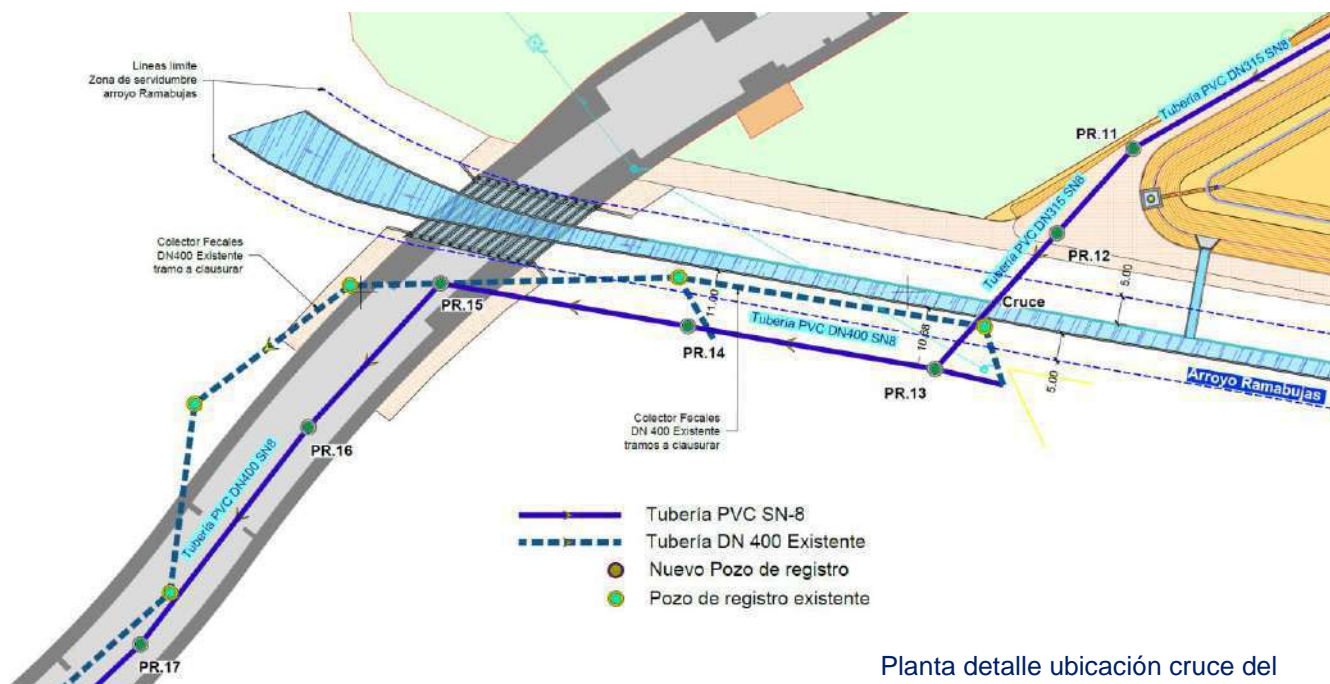 Líneas límite
Zona de servidumbre
arroyo Ramabujas
Tubería PVC DN315 SN8
PR.11
Tubería PVC DN315 SN8
PR.12
Colector Fecales
DN400 Existente
tramo a clausurar
5.00
Cruce
PR.15
11.00
Tubería PVC DN400 SN8
10.68
PR.14
5.00
PR.13
Arroyo Ramabujas
Colector Fecales
DN 400 Existente
tramos a clausurar
PR.16
Tubería PVC DN400 SN8
Tubería PVC SN-8
Tubería DN 400 Existente
Nuevo Pozo de registro
Pozo de registro existente
PR.17
Planta detalle ubicación cruce del